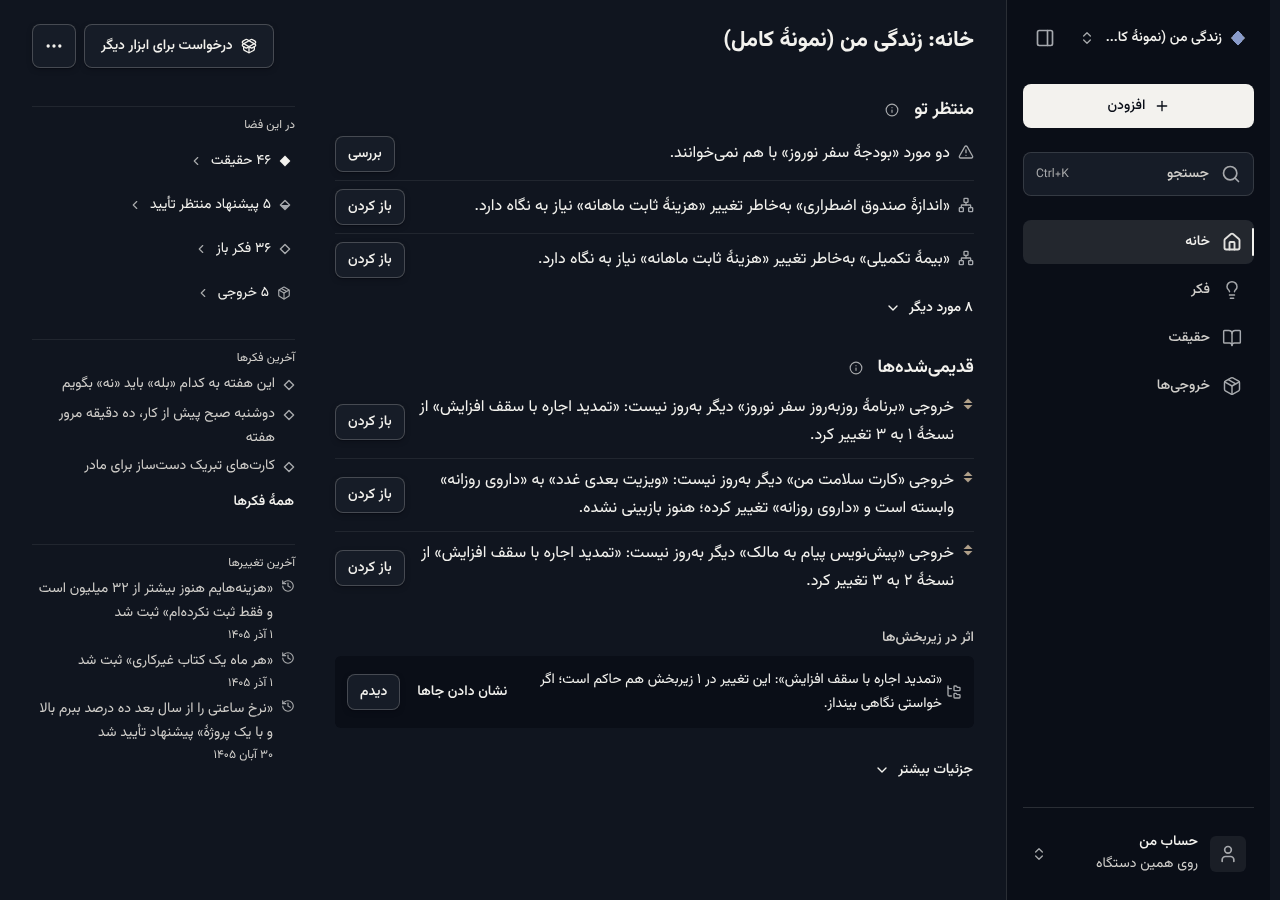 زندگی من (نمونهٔ کا...
افزودن
جستجو
Ctrl+K
خانه
فکر
حقیقت
خروجی‌ها
حساب من
روی همین دستگاه
خانه: زندگی من (نمونهٔ کامل)
درخواست برای ابزار دیگر
منتظر تو
دو مورد «بودجهٔ سفر نوروز» با هم نمی‌خوانند.
بررسی
«اندازهٔ صندوق اضطراری» به‌خاطر تغییر «هزینهٔ ثابت ماهانه» نیاز به نگاه دارد.
باز کردن
«بیمهٔ تکمیلی» به‌خاطر تغییر «هزینهٔ ثابت ماهانه» نیاز به نگاه دارد.
باز کردن
۸ مورد دیگر
قدیمی‌شده‌ها
خروجی «برنامهٔ روزبه‌روز سفر نوروز» دیگر به‌روز نیست: «تمدید اجاره با سقف افزایش» از
نسخهٔ ۱ به ۳ تغییر کرد.
باز کردن
خروجی «کارت سلامت من» دیگر به‌روز نیست: «ویزیت بعدی غدد» به «داروی روزانه»
وابسته است و «داروی روزانه» تغییر کرده؛ هنوز بازبینی نشده.
باز کردن
خروجی «پیش‌نویس پیام به مالک» دیگر به‌روز نیست: «تمدید اجاره با سقف افزایش» از
نسخهٔ ۲ به ۳ تغییر کرد.
باز کردن
اثر در زیربخش‌ها
«تمدید اجاره با سقف افزایش»: این تغییر در ۱ زیربخش هم حاکم است؛ اگر
خواستی نگاهی بینداز.
نشان دادن جاها
دیدم
جزئیات بیشتر
در این فضا
۴۶ حقیقت
۵ پیشنهاد منتظر تأیید
۳۶ فکر باز
۵ خروجی
آخرین فکرها
این هفته به کدام «بله» باید «نه» بگویم
دوشنبه صبح پیش از کار، ده دقیقه مرور
هفته
کارت‌های تبریک دست‌ساز برای مادر
همهٔ فکرها
آخرین تغییرها
«هزینه‌هایم هنوز بیشتر از ۳۲ میلیون است
و فقط ثبت نکرده‌ام» ثبت شد
۱ آذر ۱۴۰۵
«هر ماه یک کتاب غیرکاری» ثبت شد
۱ آذر ۱۴۰۵
«نرخ ساعتی را از سال بعد ده درصد ببرم بالا
و با یک پروژهٔ» پیشنهاد تأیید شد
۳۰ آبان ۱۴۰۵